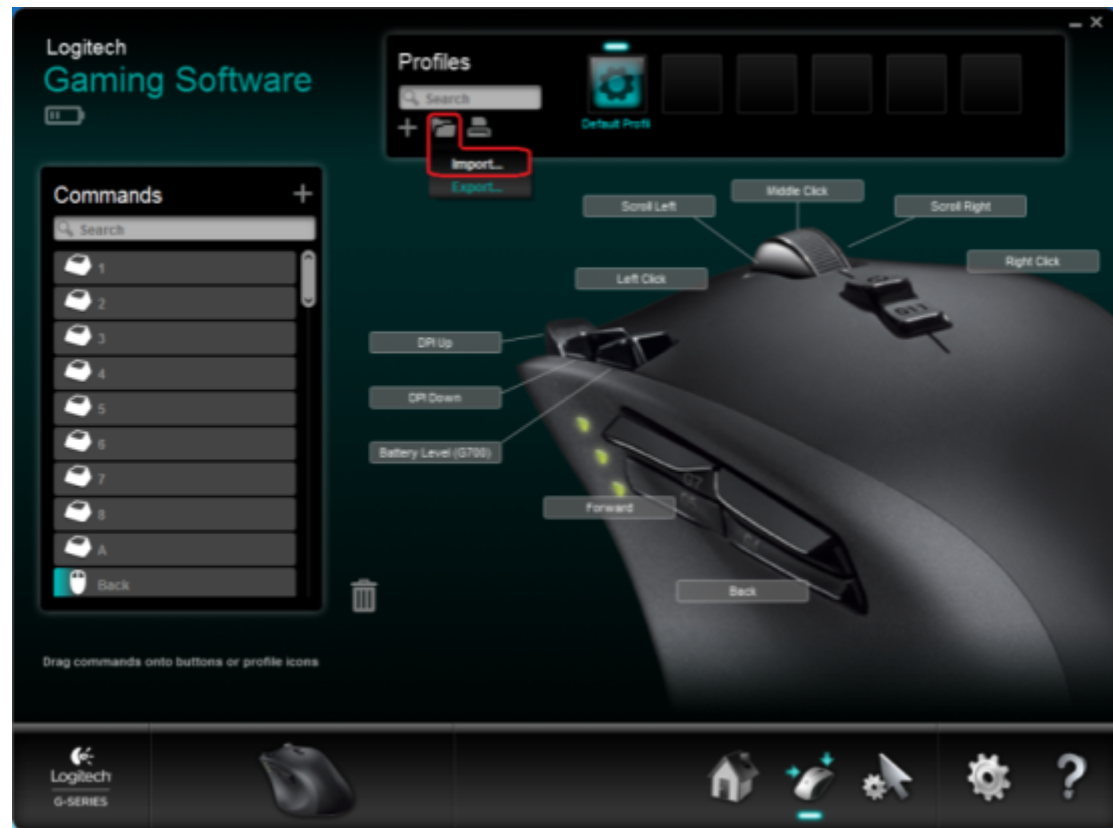 Logitech
Gaming Software
Profiles
Search
Default Profil
Import...
Export...
Commands
Search
1
2
3
4
5
6
7
8
A
Back
Middle Click
Scroll Left
Scroll Right
Right Click
Left Click
DPI Up
DPI Down
Battery Level (G700)
G7
Forward
Back
Drag commands onto buttons or profile icons
Logitech
G-SERIES
?